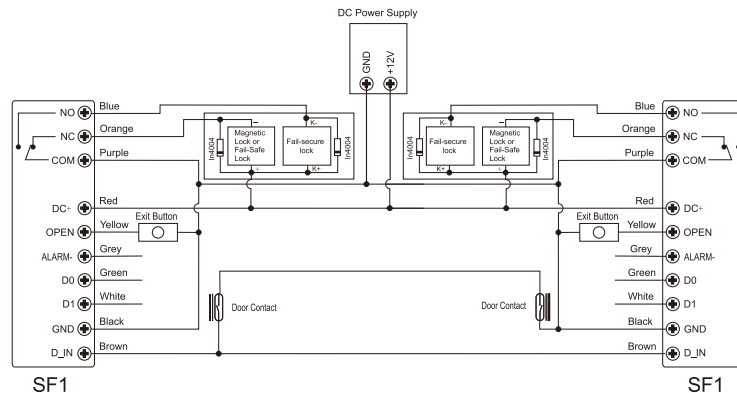 DC Power Supply
GND
+12V
NO
Blue
NC
Orange
COM
Purple
DC+
Red
OPEN
Yellow
Exit Button
ALARM-
Grey
D0
Green
D1
White
GND
Black
D_IN
Brown
SF1
In4004
–
Magnetic
Lock or
Fail-Safe
Lock
+
K-
Fail-secure
lock
K+
In4004
In4004
K-
Fail-secure
lock
K+
–
Magnetic
Lock or
Fail-Safe
Lock
+
In4004
Door Contact
Door Contact
Blue
NO
Orange
NC
Purple
COM
Red
DC+
Exit Button
Yellow
OPEN
Grey
ALARM-
Green
D0
White
D1
Black
GND
Brown
D_IN
SF1